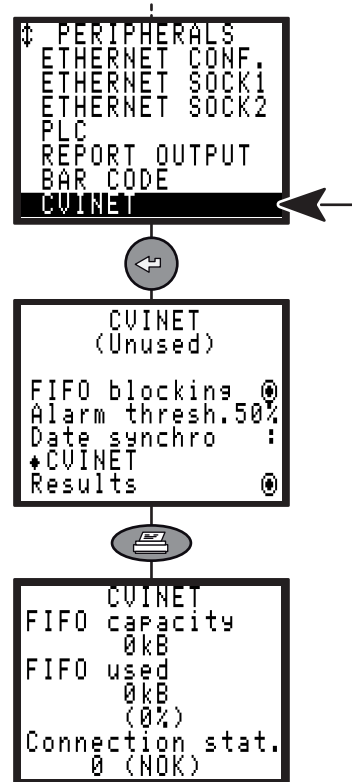 PERIPHERALS
ETHERNET CONF.
ETHERNET SOCK1
ETHERNET SOCK2
PLC
REPORT OUTPUT
BAR CODE
CVINET
CVINET
(Unused)
FIFO blocking
Alarm thresh.50%
Date synchro :
CVINET
Results
CVINET
FIFO capacity
0kB
FIFO used
0kB
(0%)
Connection stat.
0 (NOK)